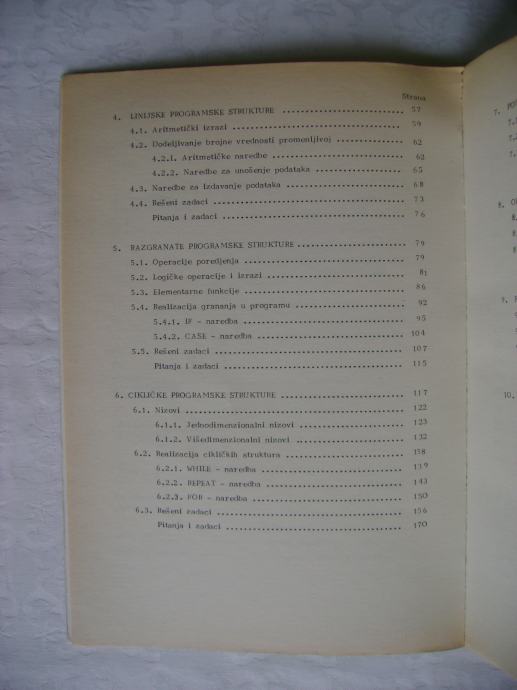 Strana
4. LINIJSKE PROGRAMSKE STRUKTURE ........ 57
4.1. Aritmetički izrazi ........ 59
4.2. Dodeljivanje brojne vrednosti promenljivoj ........ 62
4.2.1. Aritmetičke naredbe ........ 62
4.2.2. Naredbe za unošenje podataka ........ 65
4.3. Naredbe za izdavanje podataka ........ 68
4.4. Rešeni zadaci ........ 73
Pitanja i zadaci ........ 76
5. RAZGRANATE PROGRAMSKE STRUKTURE ........ 79
5.1. Operacije poredjenja ........ 79
5.2. Logičke operacije i izrazi ........ 81
5.3. Elementarne funkcije ........ 86
5.4. Realizacija grananja u programu ........ 92
5.4.1. IF - naredba ........ 95
5.4.2. CASE - naredba ........ 104
5.5. Rešeni zadaci ........ 107
Pitanja i zadaci ........ 115
6. CIKLIČKE PROGRAMSKE STRUKTURE ........ 117
6.1. Nizovi ........ 122
6.1.1. Jednodimenzionalni nizovi ........ 123
6.1.2. Višedimenzionalni nizovi ........ 132
6.2. Realizacija cikličkih struktura ........ 138
6.2.1. WHILE - naredba ........ 139
6.2.2. REPEAT - naredba ........ 143
6.2.3. FOR - naredba ........ 150
6.3. Rešeni zadaci ........ 156
Pitanja i zadaci ........ 170
7.
8.
9.
10.